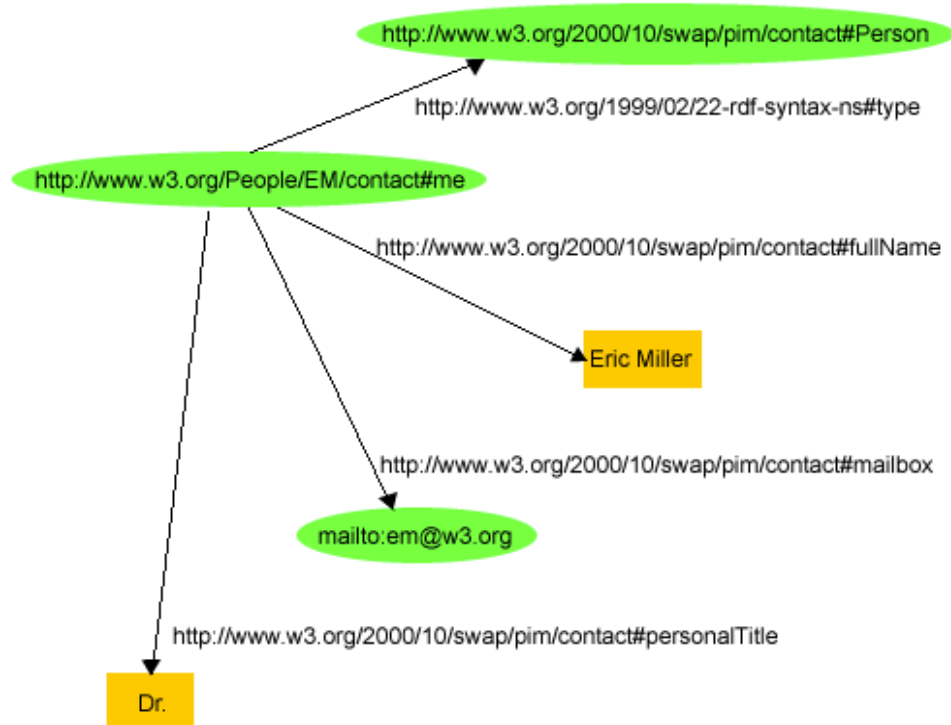 http://www.w3.org/2000/10/swap/pim/contact#Person
http://www.w3.org/1999/02/22-rdf-syntax-ns#type
http://www.w3.org/People/EM/contact#me
http://www.w3.org/2000/10/swap/pim/contact#fullName
Eric Miller
http://www.w3.org/2000/10/swap/pim/contact#mailbox
mailto:em@w3.org
http://www.w3.org/2000/10/swap/pim/contact#personalTitle
Dr.